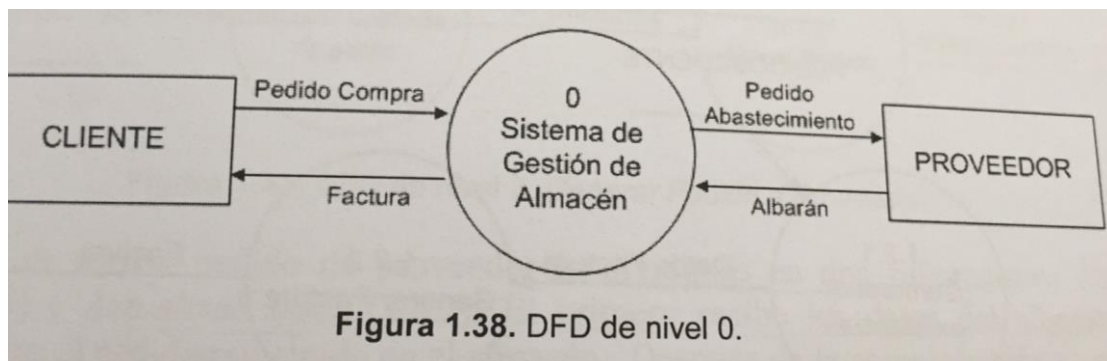 CLIENTE
Pedido Compra
Factura
0
Sistema de
Gestión de
Almacén
Pedido
Abastecimiento
Albarán
PROVEEDOR
Figura 1.38. DFD de nivel 0.